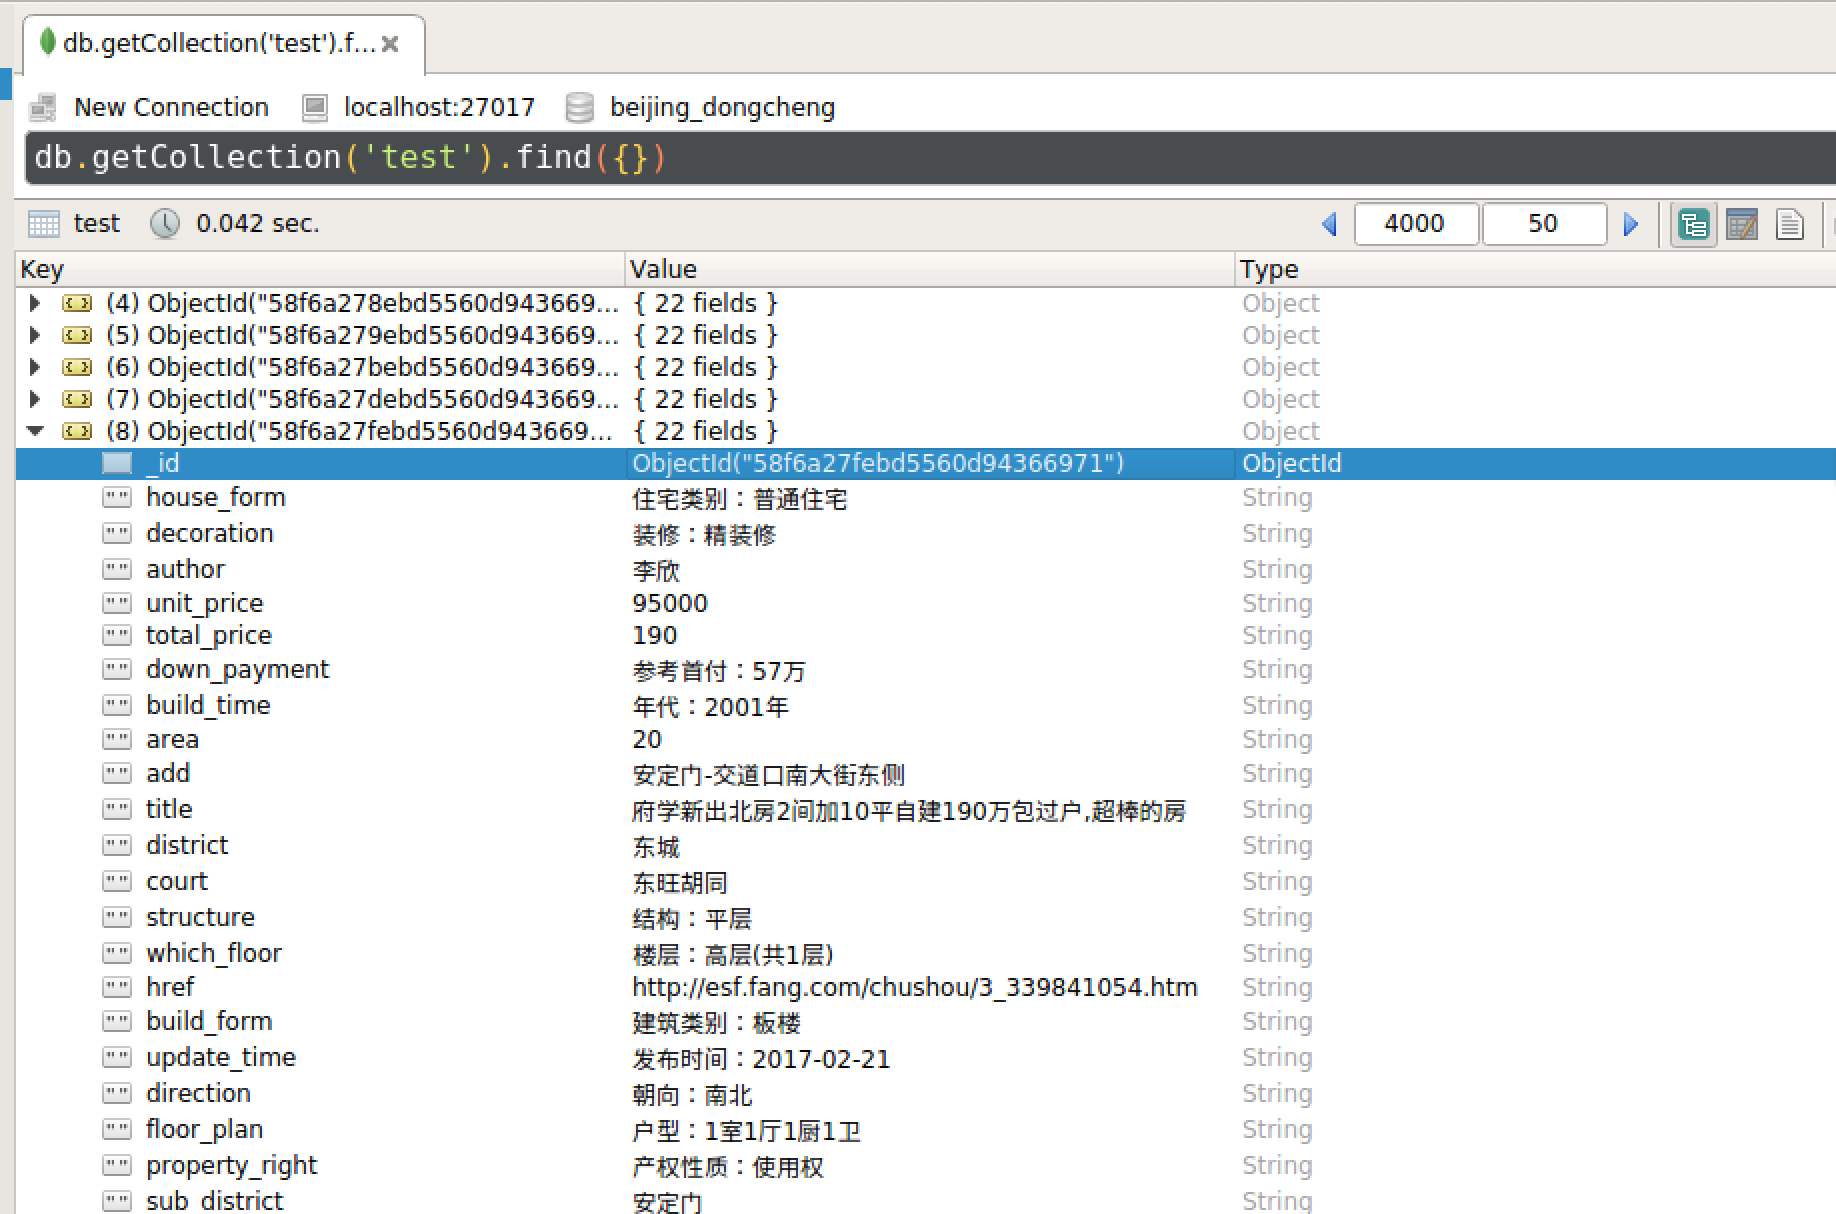 db.getCollection('test').f...
New Connection localhost:27017 beijing_dongcheng
db.getCollection('test').find({})
test 0.042 sec. 4000 50
Key Value Type
(4) ObjectId("58f6a278ebd5560d943669... { 22 fields } Object
(5) ObjectId("58f6a279ebd5560d943669... { 22 fields } Object
(6) ObjectId("58f6a27bebd5560d943669... { 22 fields } Object
(7) ObjectId("58f6a27debd5560d943669... { 22 fields } Object
(8) ObjectId("58f6a27febd5560d943669... { 22 fields } Object
_id ObjectId("58f6a27febd5560d94366971") ObjectId
house_form 住宅类别：普通住宅 String
decoration 装修：精装修 String
author 李欣 String
unit_price 95000 String
total_price 190 String
down_payment 参考首付：57万 String
build_time 年代：2001年 String
area 20 String
add 安定门-交道口南大街东侧 String
title 府学新出北房2间加10平自建190万包过户,超棒的房 String
district 东城 String
court 东旺胡同 String
structure 结构：平层 String
which_floor 楼层：高层(共1层) String
href http://esf.fang.com/chushou/3_339841054.htm String
build_form 建筑类别：板楼 String
update_time 发布时间：2017-02-21 String
direction 朝向：南北 String
floor_plan 户型：1室1厅1厨1卫 String
property_right 产权性质：使用权 String
sub_district 安定门 String